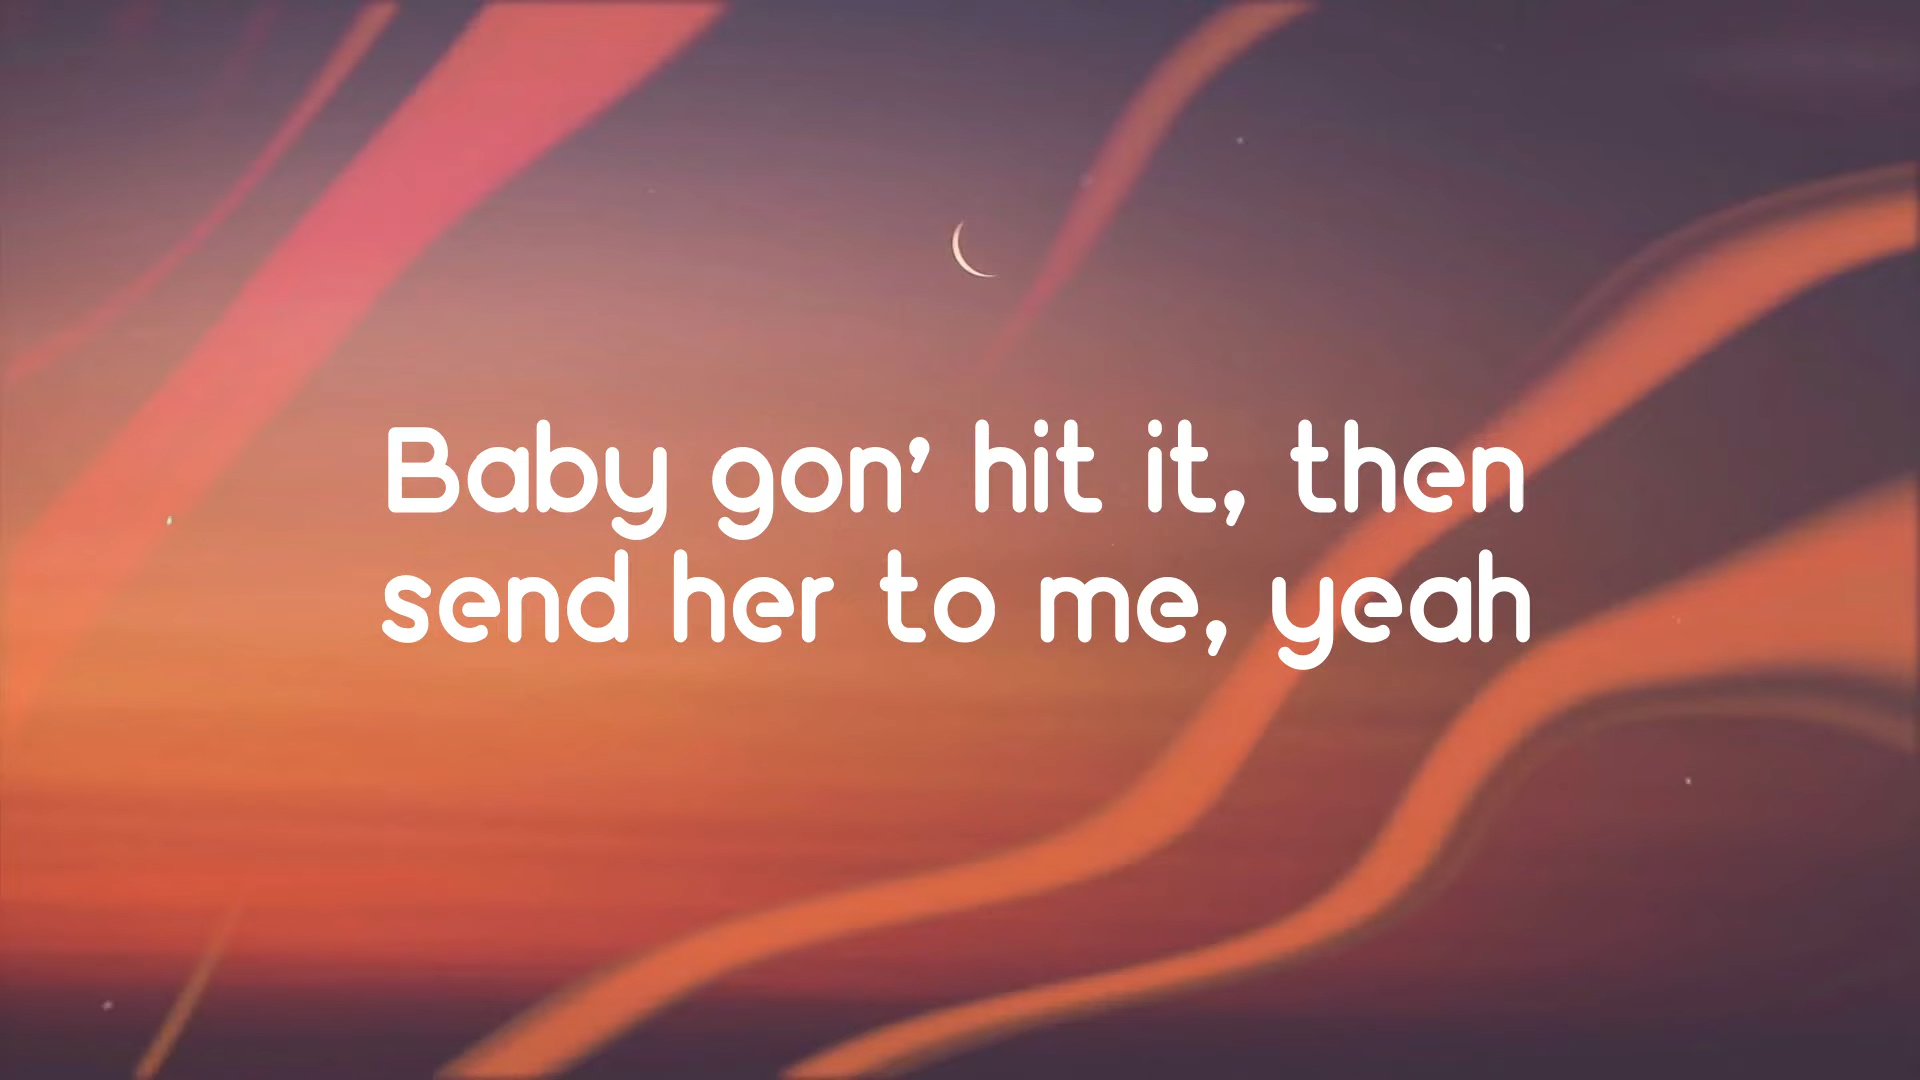 Baby gon’ hit it, then
send her to me, yeah